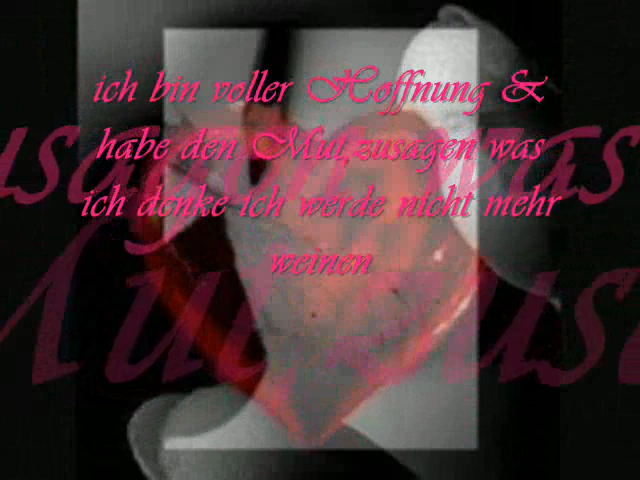 ich bin voller Hoffnung &
habe den Mut zusagen was
ich denke ich werde nicht mehr
weinen